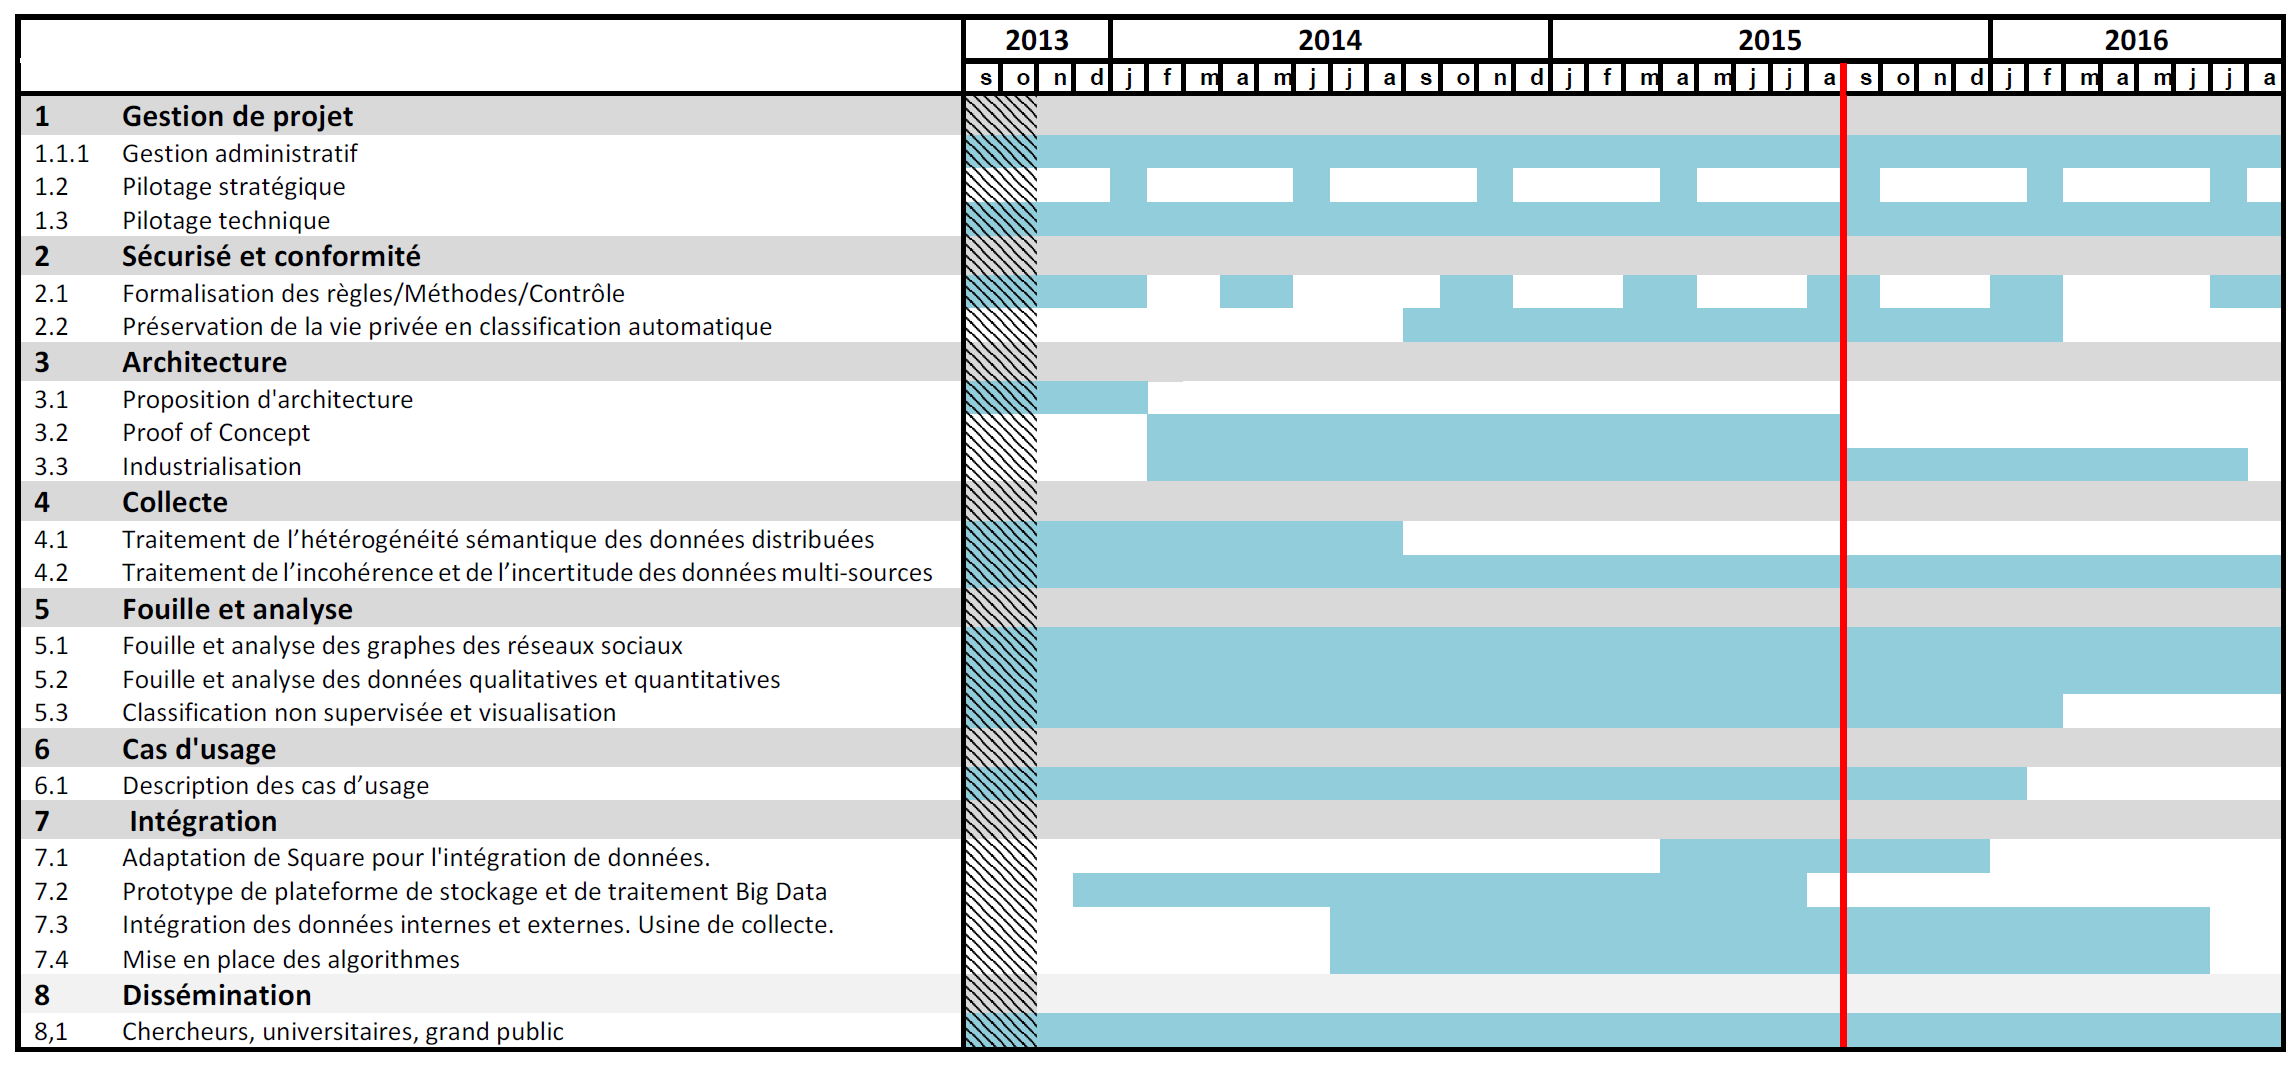 2013 2014 2015 2016
s o n d j f m a m j j a s o n d j f m a m j j a s o n d j f m a m j j a
1 Gestion de projet
1.1.1 Gestion administratif
1.2 Pilotage stratégique
1.3 Pilotage technique
2 Sécurisé et conformité
2.1 Formalisation des règles/Méthodes/Contrôle
2.2 Préservation de la vie privée en classification automatique
3 Architecture
3.1 Proposition d'architecture
3.2 Proof of Concept
3.3 Industrialisation
4 Collecte
4.1 Traitement de l’hétérogénéité sémantique des données distribuées
4.2 Traitement de l’incohérence et de l’incertitude des données multi-sources
5 Fouille et analyse
5.1 Fouille et analyse des graphes des réseaux sociaux
5.2 Fouille et analyse des données qualitatives et quantitatives
5.3 Classification non supervisée et visualisation
6 Cas d'usage
6.1 Description des cas d’usage
7 Intégration
7.1 Adaptation de Square pour l'intégration de données.
7.2 Prototype de plateforme de stockage et de traitement Big Data
7.3 Intégration des données internes et externes. Usine de collecte.
7.4 Mise en place des algorithmes
8 Dissémination
8,1 Chercheurs, universitaires, grand public